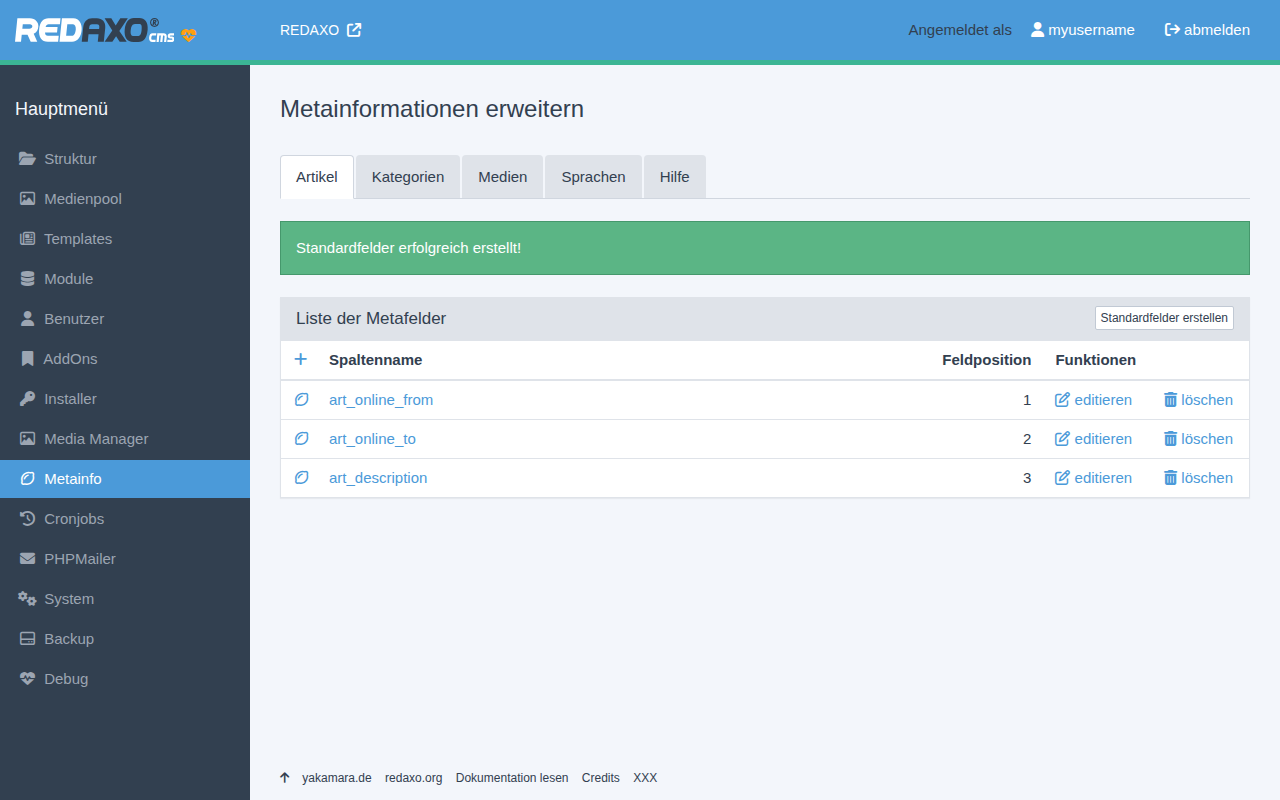 REDAXO® cms
REDAXO
Angemeldet als myusername abmelden
Hauptmenü
Struktur
Medienpool
Templates
Module
Benutzer
AddOns
Installer
Media Manager
Metainfo
Cronjobs
PHPMailer
System
Backup
Debug
Metainformationen erweitern
Artikel Kategorien Medien Sprachen Hilfe
Standardfelder erfolgreich erstellt!
Liste der Metafelder Standardfelder erstellen
+ Spaltenname Feldposition Funktionen
art_online_from 1 editieren löschen
art_online_to 2 editieren löschen
art_description 3 editieren löschen
yakamara.de redaxo.org Dokumentation lesen Credits XXX